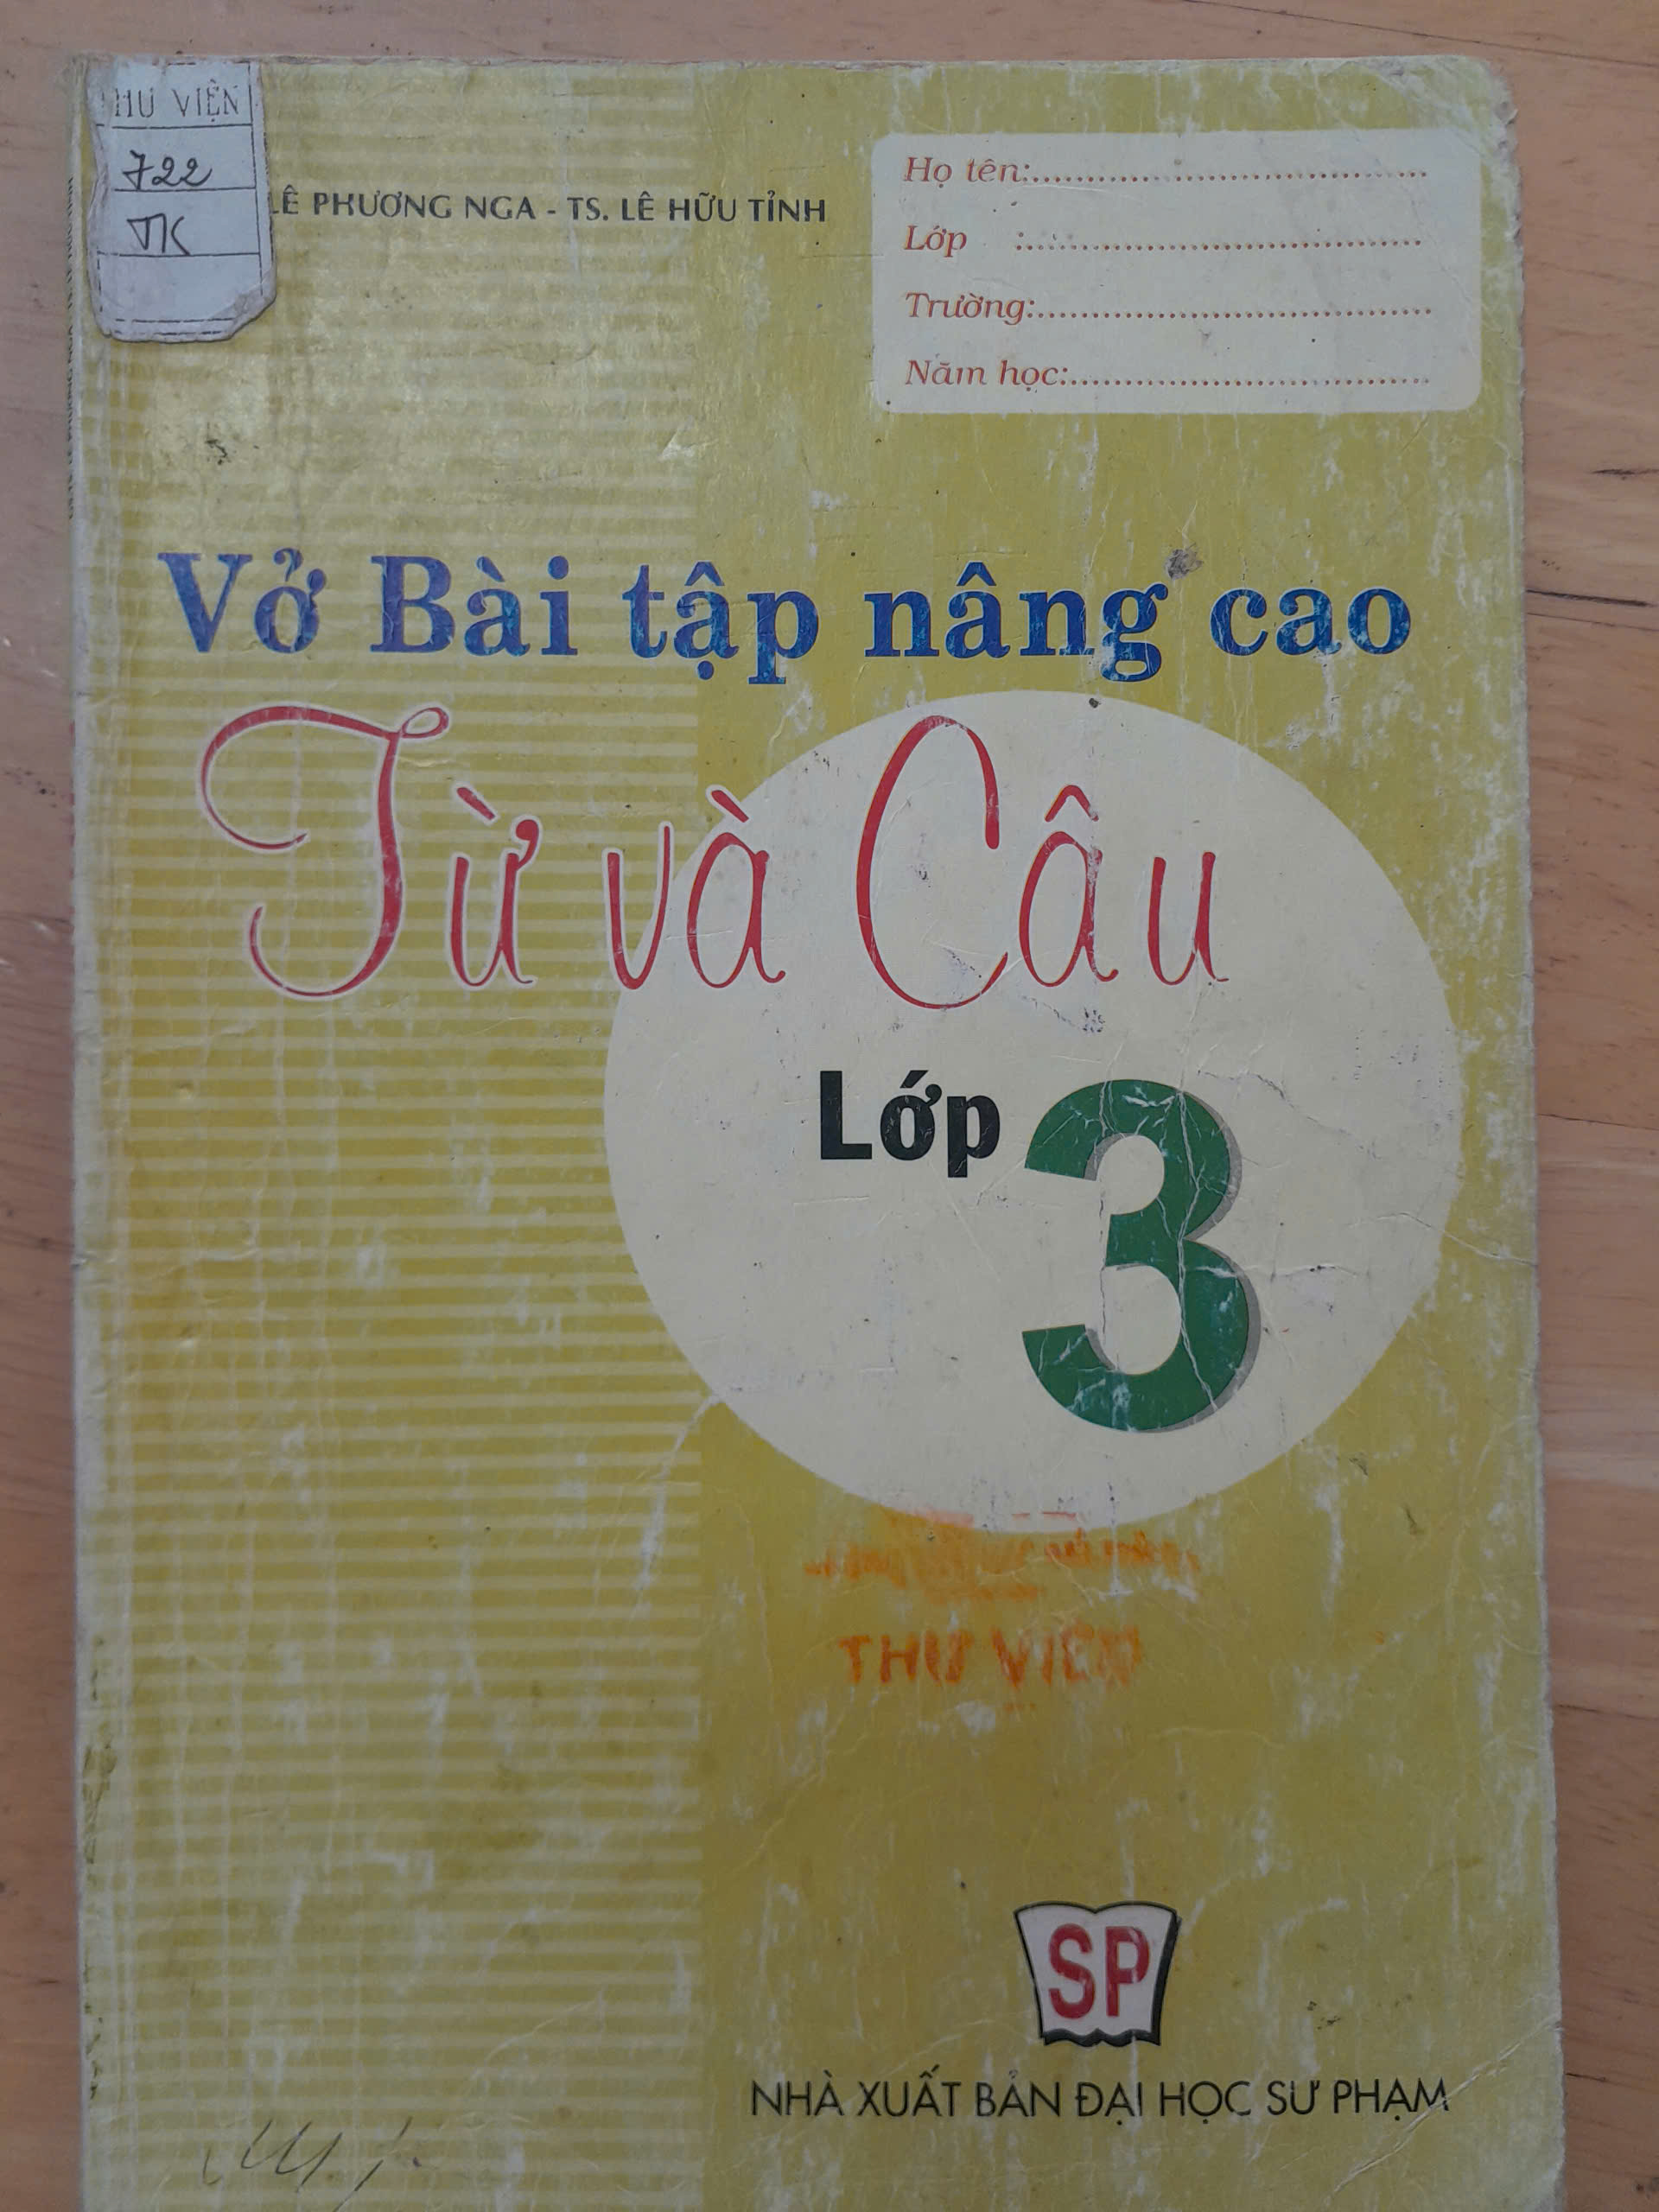 HƯ VIỆN
722
TK
LÊ PHƯƠNG NGA - TS. LÊ HỮU TỈNH
Họ tên:
Lớp :
Trường:
Năm học:
Vở Bài tập nâng cao
Từ và Câu
Lớp 3
THƯ VIỆN
SP
NHÀ XUẤT BẢN ĐẠI HỌC SƯ PHẠM